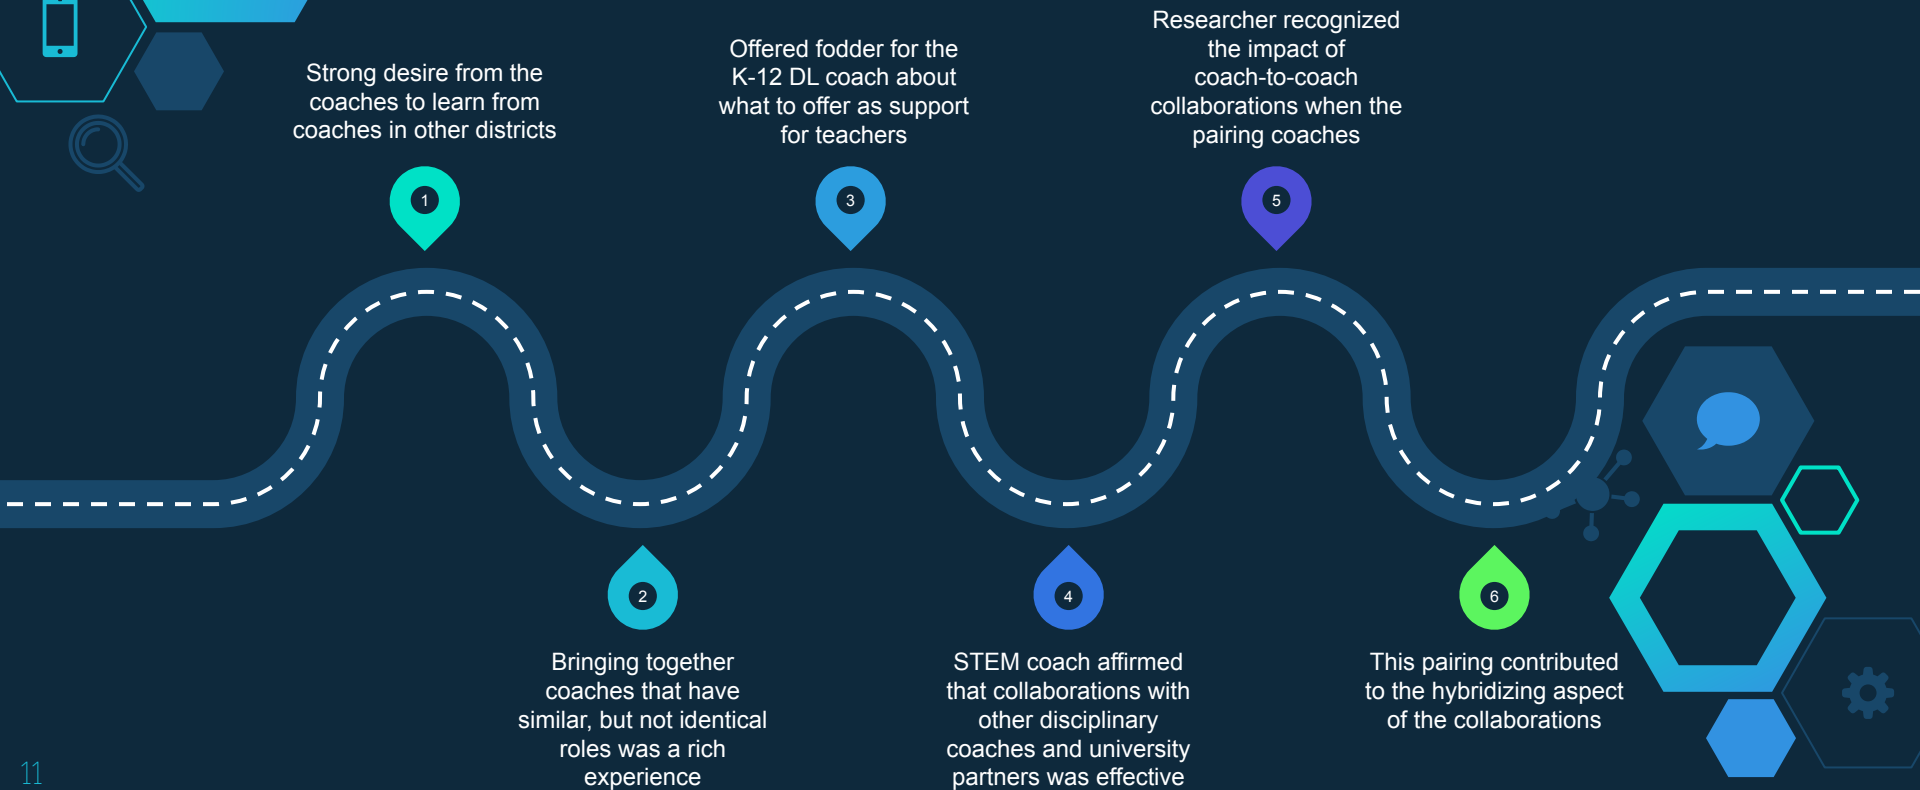 Strong desire from the
coaches to learn from
coaches in other districts
1
Bringing together
coaches that have
similar, but not identical
roles was a rich
experience
2
Offered fodder for the
K-12 DL coach about
what to offer as support
for teachers
3
STEM coach affirmed
that collaborations with
other disciplinary
coaches and university
partners was effective
4
Researcher recognized
the impact of
coach-to-coach
collaborations when the
pairing coaches
5
This pairing contributed
to the hybridizing aspect
of the collaborations
6
11